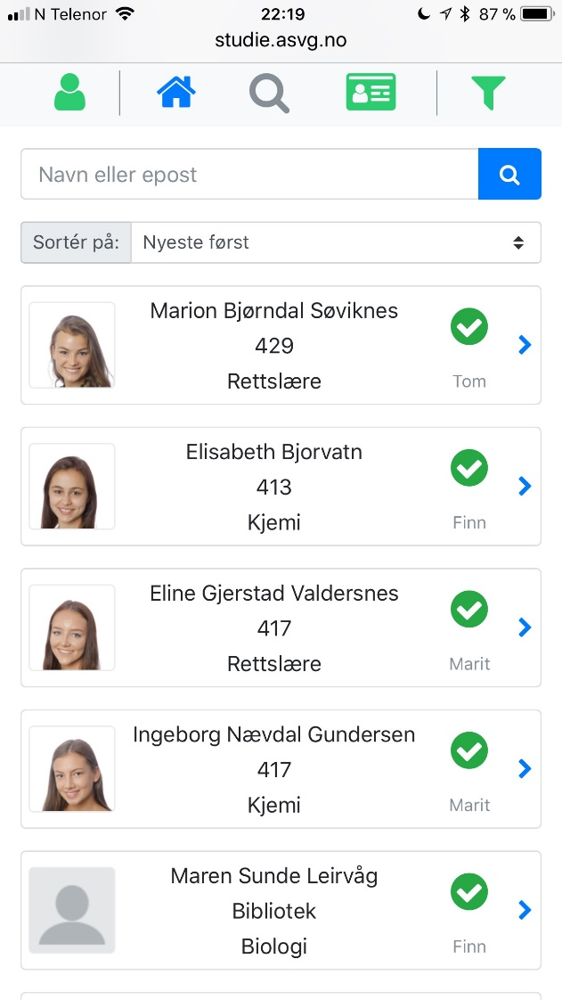 N Telenor 22:19 87 %
studie.asvg.no
Navn eller epost
Sortér på: Nyeste først
Marion Bjørndal Søviknes
429
Rettslære
Tom
Elisabeth Bjorvatn
413
Kjemi
Finn
Eline Gjerstad Valdersnes
417
Rettslære
Marit
Ingeborg Nævdal Gundersen
417
Kjemi
Marit
Maren Sunde Leirvåg
Bibliotek
Biologi
Finn